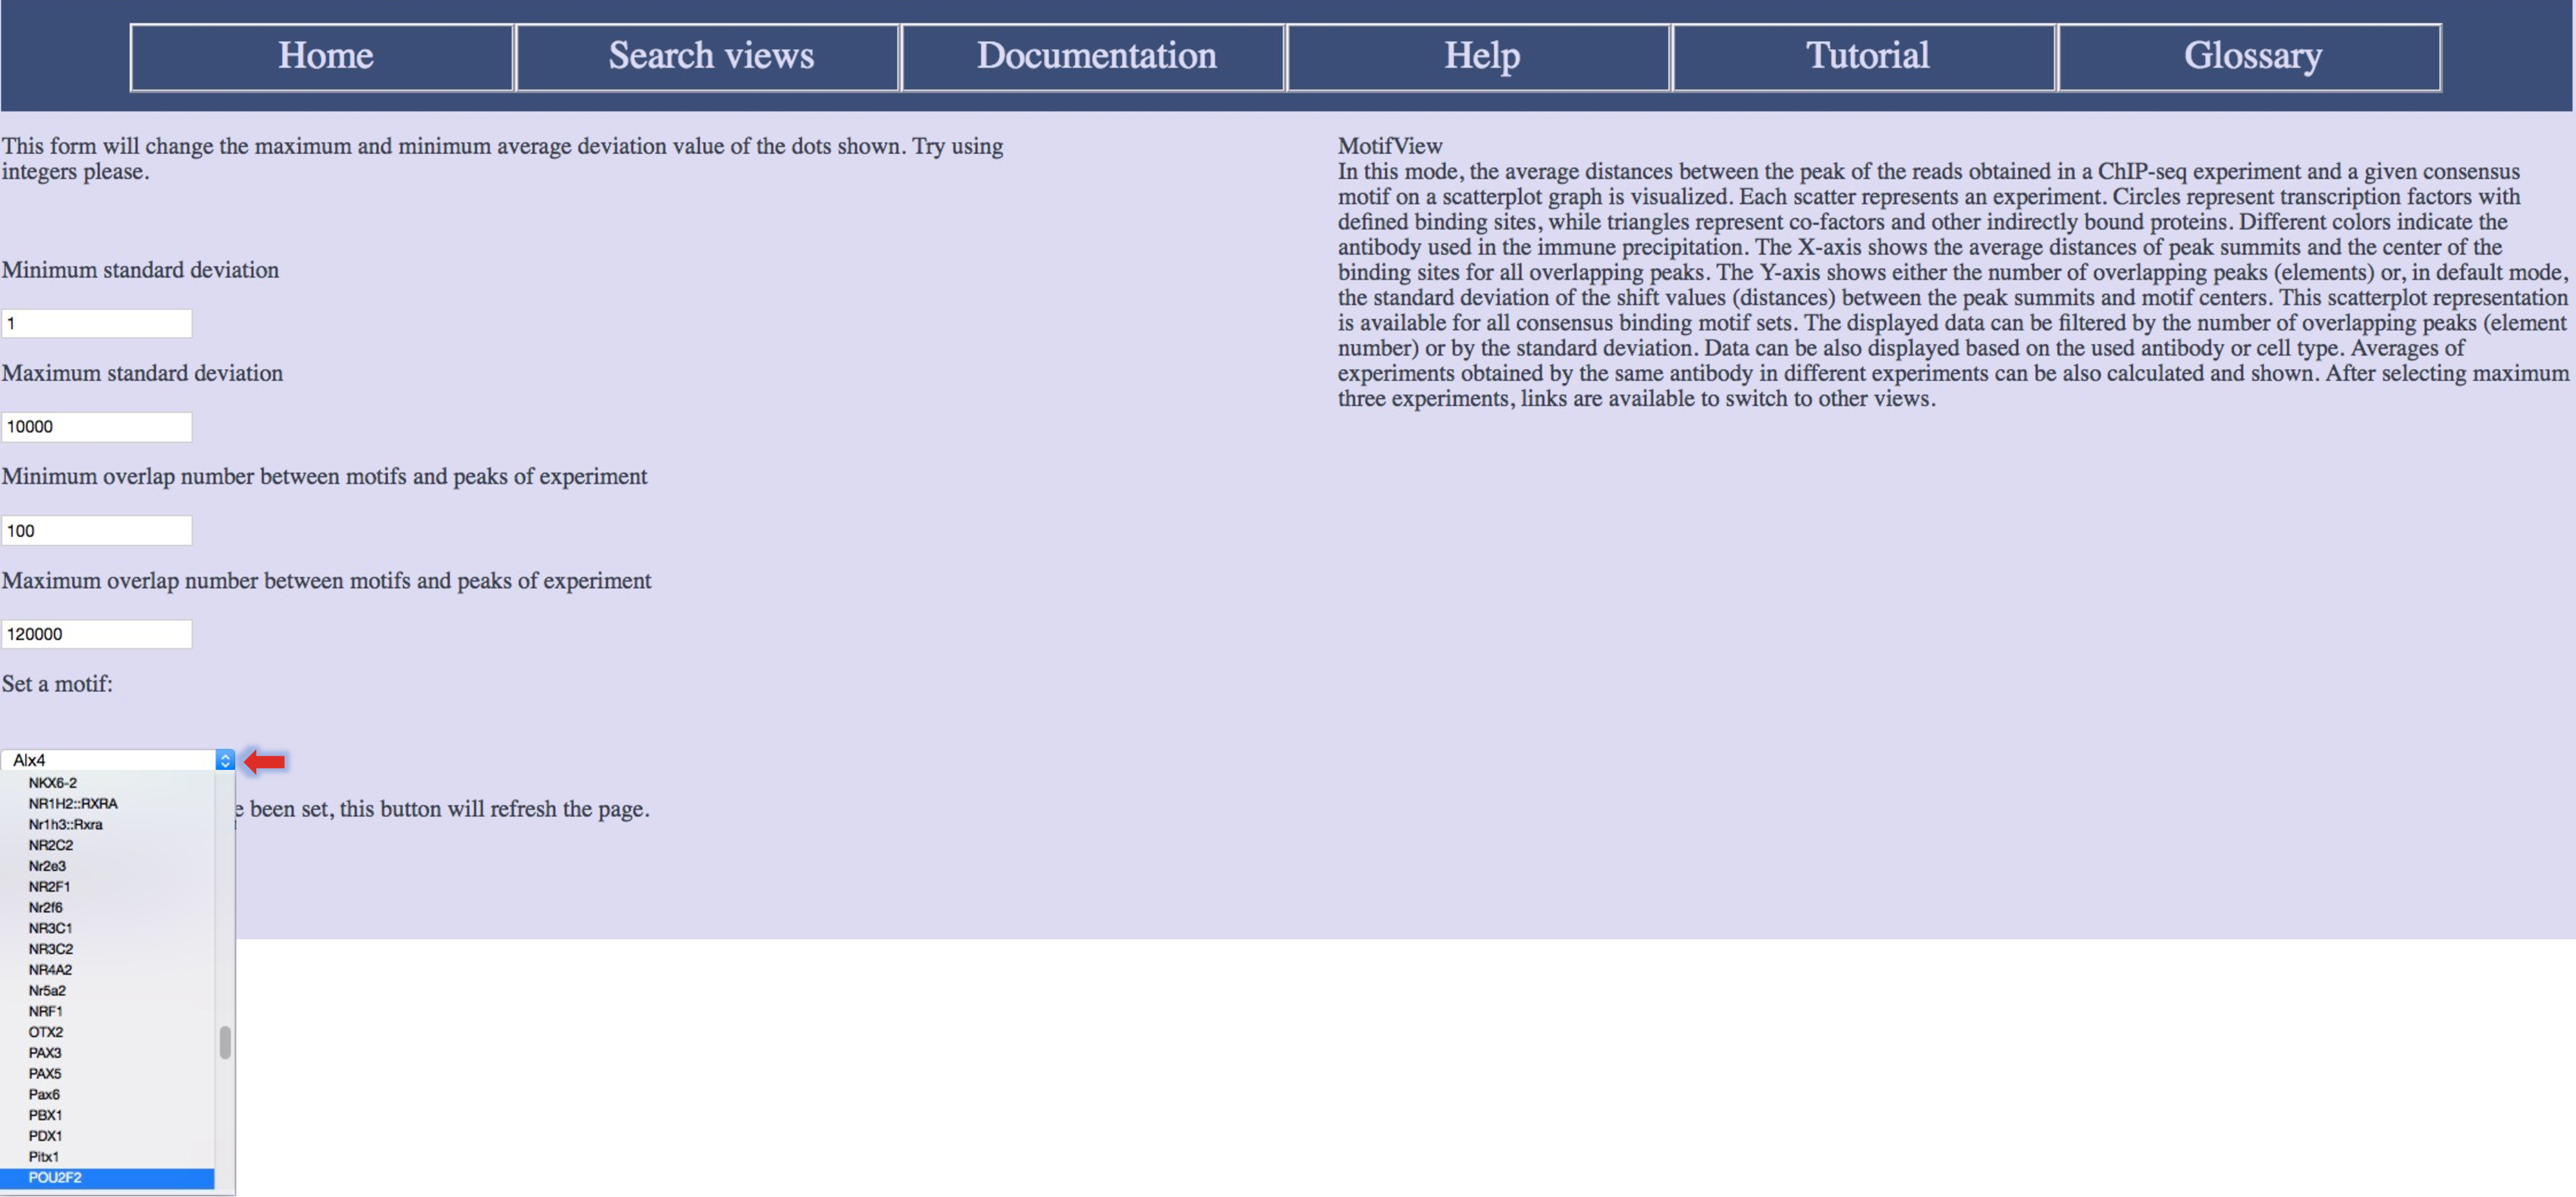 Home Search views Documentation Help Tutorial Glossary
This form will change the maximum and minimum average deviation value of the dots shown. Try using
integers please.
Minimum standard deviation
1
Maximum standard deviation
10000
Minimum overlap number between motifs and peaks of experiment
100
Maximum overlap number between motifs and peaks of experiment
120000
Set a motif:
Alx4
NKX6-2
NR1H2::RXRA
Nr1h3::Rxra
NR2C2
Nr2e3
NR2F1
Nr2f6
NR3C1
NR3C2
NR4A2
Nr5a2
NRF1
OTX2
PAX3
PAX5
Pax6
PBX1
PDX1
Pitx1
POU2F2
e been set, this button will refresh the page.
MotifView
In this mode, the average distances between the peak of the reads obtained in a ChIP-seq experiment and a given consensus
motif on a scatterplot graph is visualized. Each scatter represents an experiment. Circles represent transcription factors with
defined binding sites, while triangles represent co-factors and other indirectly bound proteins. Different colors indicate the
antibody used in the immune precipitation. The X-axis shows the average distances of peak summits and the center of the
binding sites for all overlapping peaks. The Y-axis shows either the number of overlapping peaks (elements) or, in default mode,
the standard deviation of the shift values (distances) between the peak summits and motif centers. This scatterplot representation
is available for all consensus binding motif sets. The displayed data can be filtered by the number of overlapping peaks (element
number) or by the standard deviation. Data can be also displayed based on the used antibody or cell type. Averages of
experiments obtained by the same antibody in different experiments can be also calculated and shown. After selecting maximum
three experiments, links are available to switch to other views.